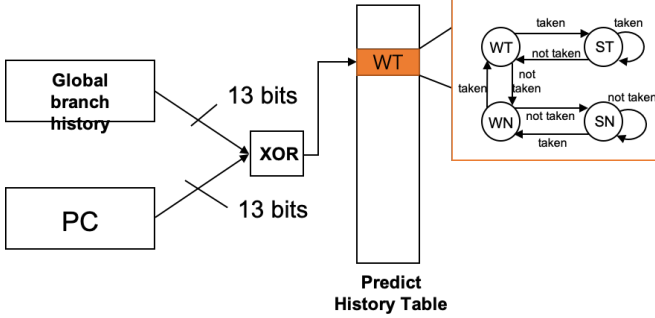 Global
branch
history
13 bits
PC
13 bits
XOR
WT
Predict
History Table
taken
taken
WT
ST
not taken
not
taken
taken
not taken
WN
SN
not taken
taken